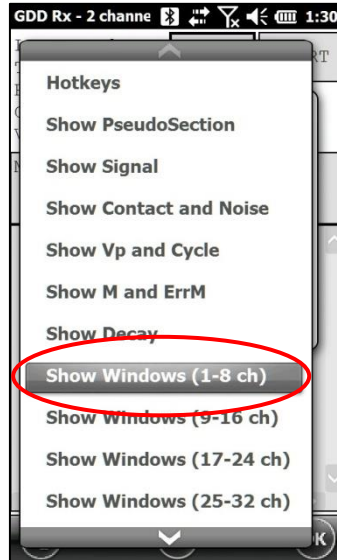 GDD Rx - 2 channe 1:30
RT
Hotkeys
Show PseudoSection
Show Signal
Show Contact and Noise
Show Vp and Cycle
Show M and ErrM
Show Decay
Show Windows (1-8 ch)
Show Windows (9-16 ch)
Show Windows (17-24 ch)
Show Windows (25-32 ch)